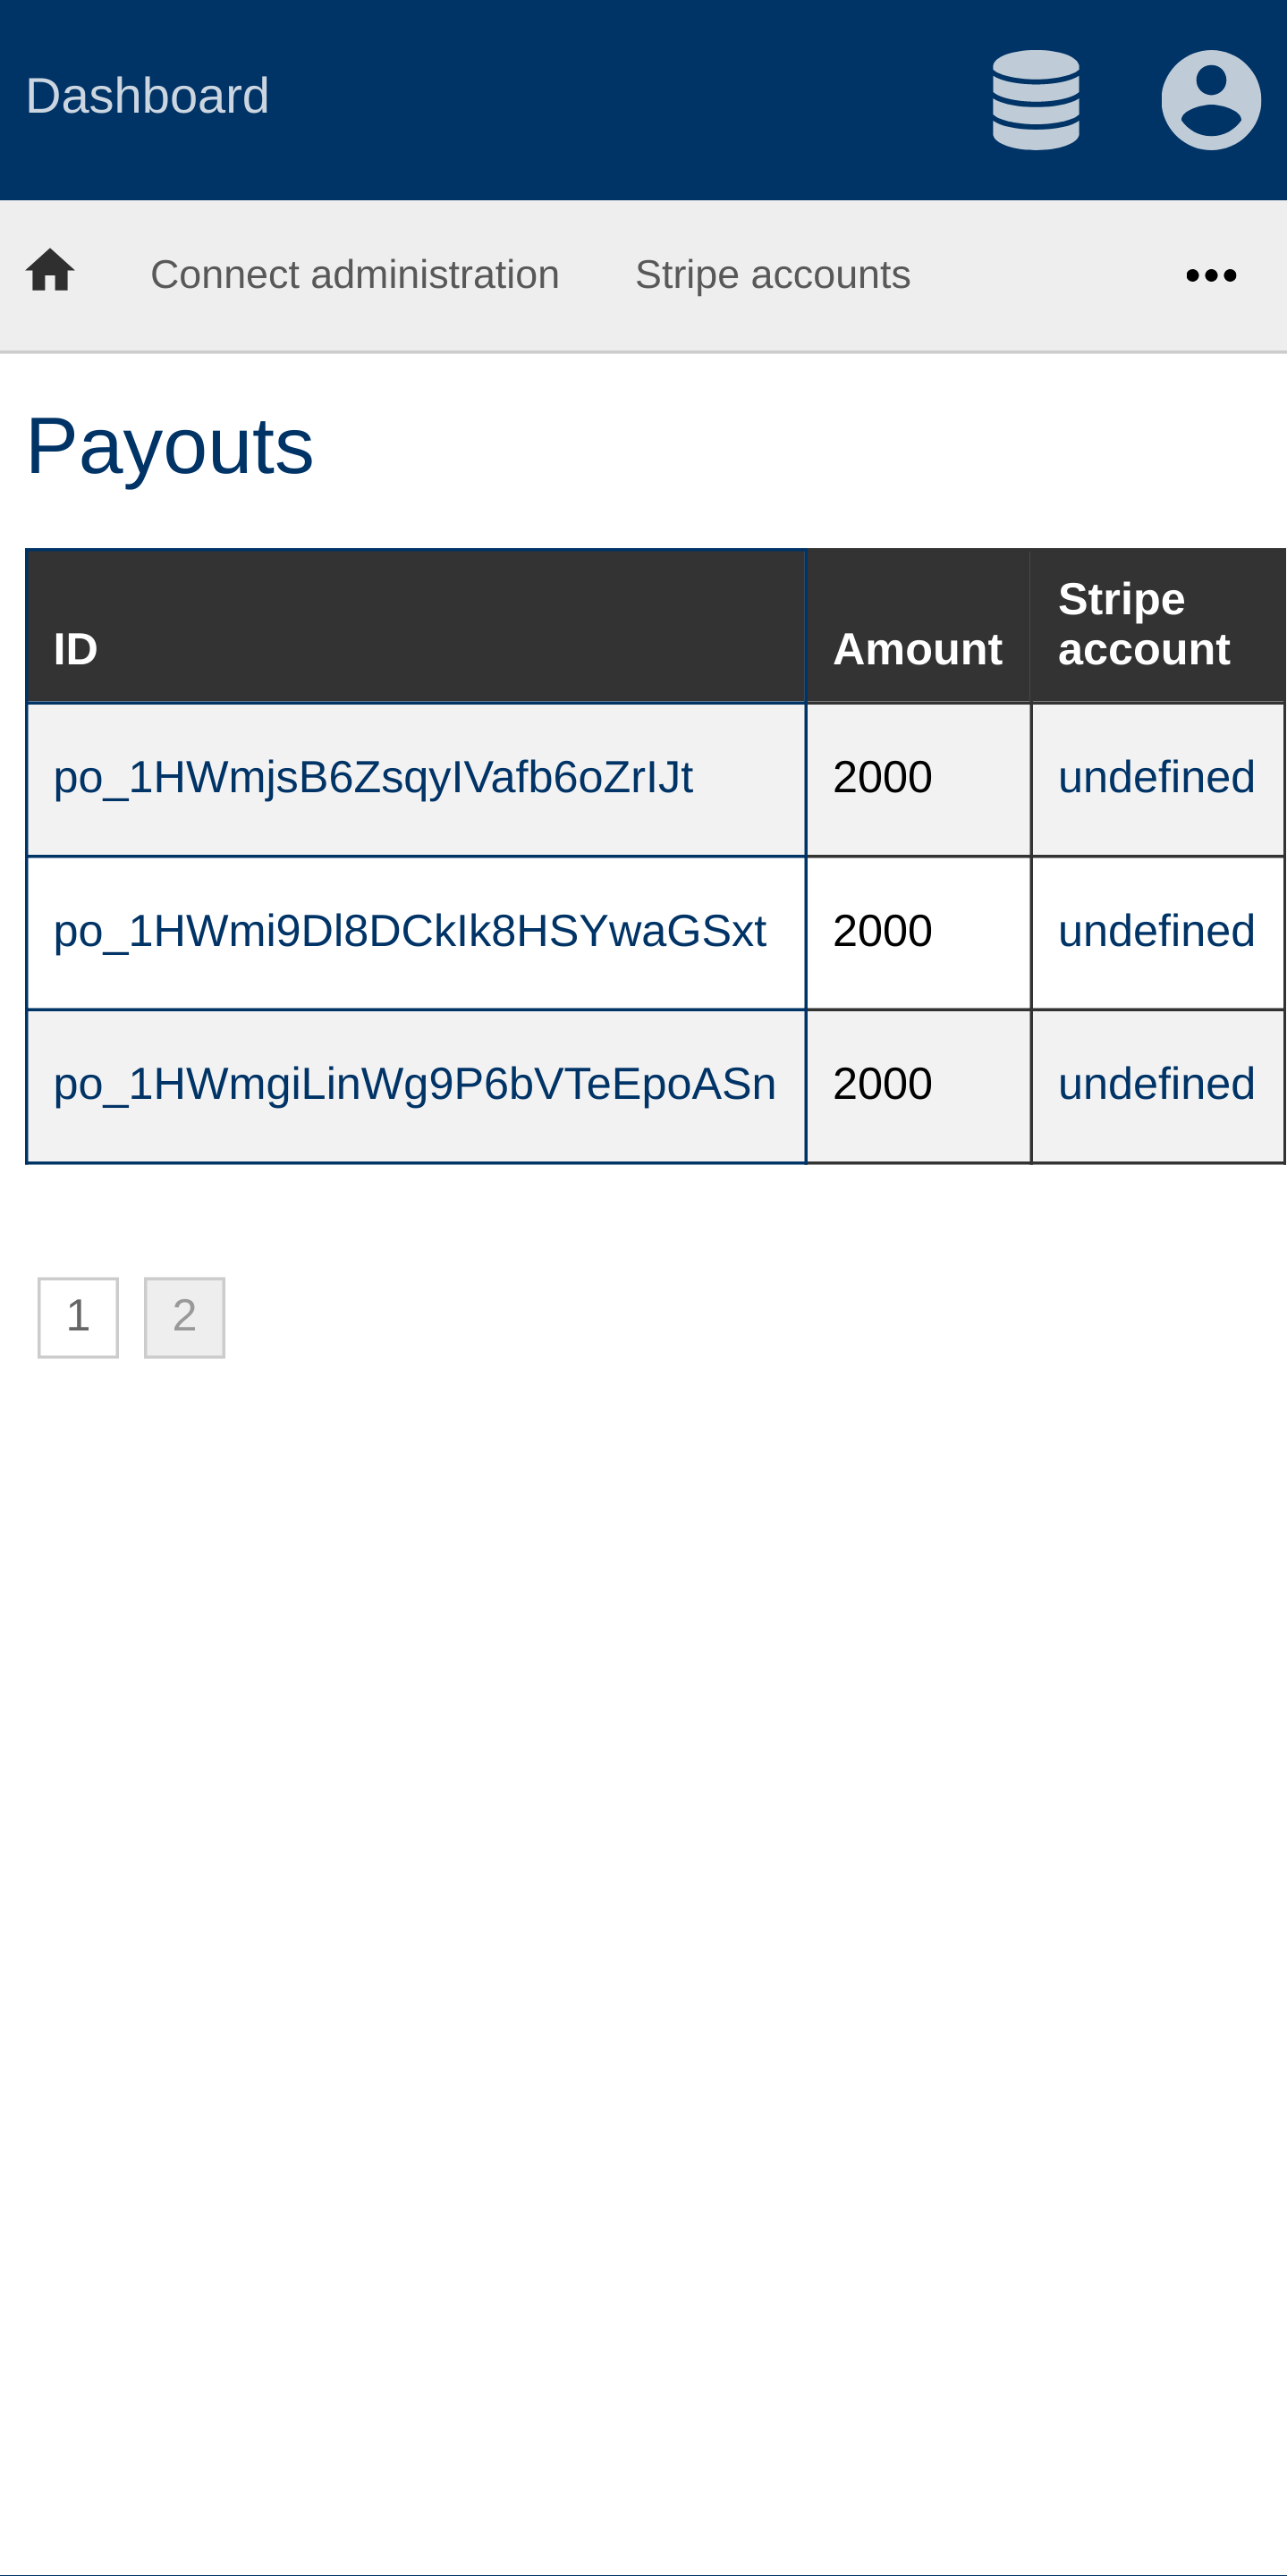 Dashboard
Connect administration Stripe accounts
Payouts
ID Amount Stripe account
po_1HWmjsB6ZsqyIVafb6oZrIJt 2000 undefined
po_1HWmi9Dl8DCkIk8HSYwaGSxt 2000 undefined
po_1HWmgiLinWg9P6bVTeEpoASn 2000 undefined
1 2